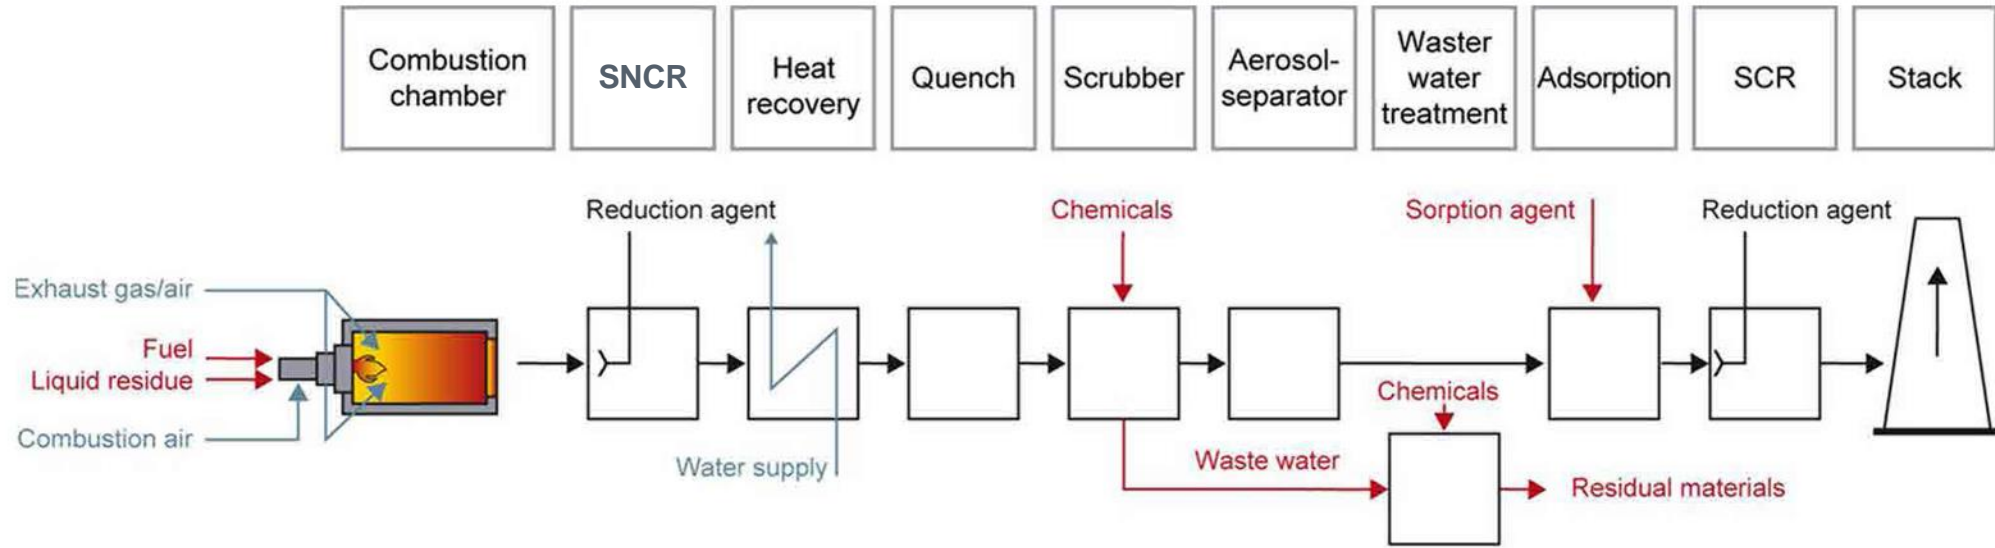 Combustion
chamber
SNCR
Heat
recovery
Quench
Scrubber
Aerosol-
separator
Waster
water
treatment
Adsorption
SCR
Stack
Reduction agent
Chemicals
Sorption agent
Reduction agent
Exhaust gas/air
Fuel
Liquid residue
Combustion air
Water supply
Chemicals
Waste water
Residual materials